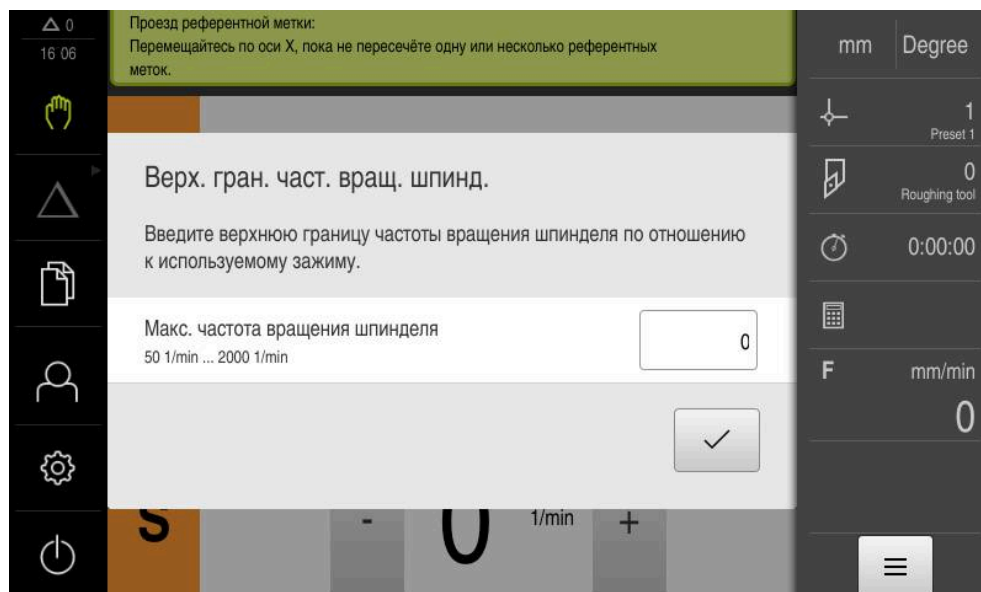 0
16 06
Проезд референтной метки:
Перемещайтесь по оси X, пока не пересечёте одну или несколько референтных
меток.
Верх. гран. част. вращ. шпинд.
Введите верхнюю границу частоты вращения шпинделя по отношению
к используемому зажиму.
Макс. частота вращения шпинделя
50 1/min ... 2000 1/min
0
S
-
0
1/min
+
mm
Degree
1
Preset 1
0
Roughing tool
0:00:00
F
mm/min
0